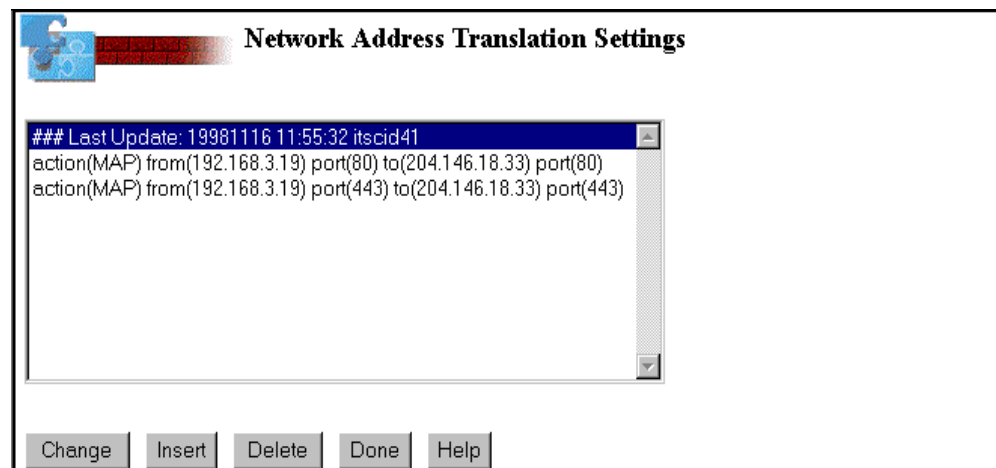 Network Address Translation Settings
### Last Update: 19981116 11:55:32 itscid41
action(MAP) from(192.168.3.19) port(80) to(204.146.18.33) port(80)
action(MAP) from(192.168.3.19) port(443) to(204.146.18.33) port(443)
Change Insert Delete Done Help